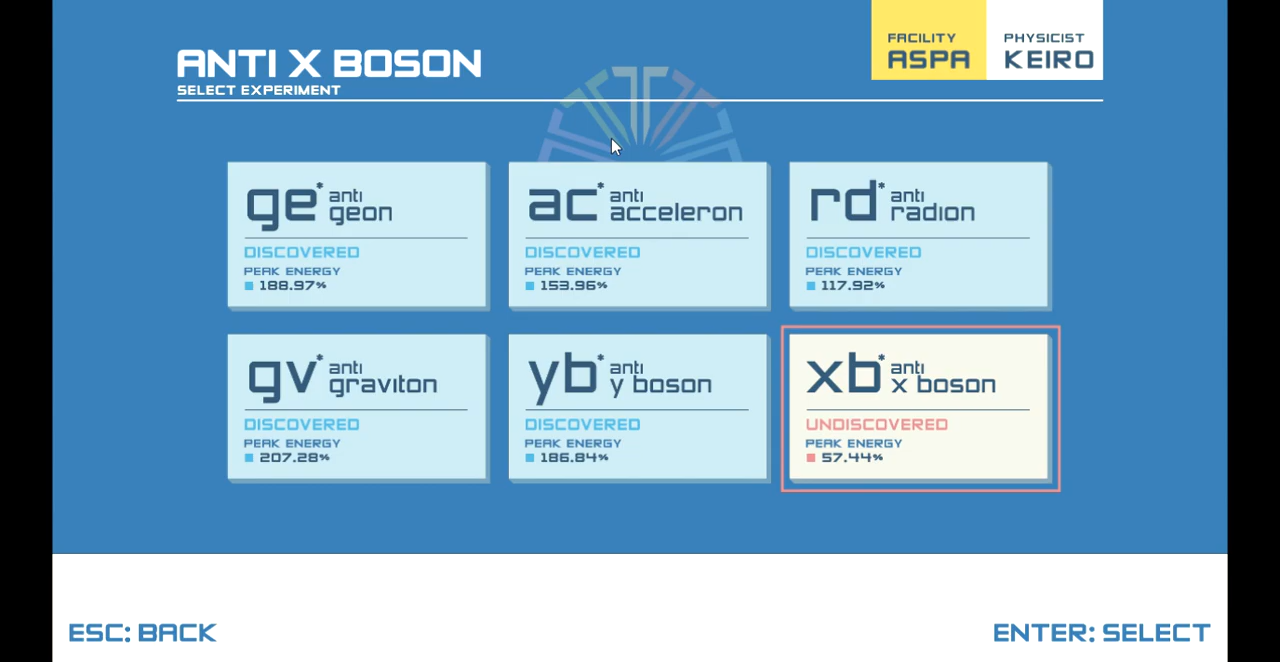 ANTI X BOSON
SELECT EXPERIMENT
FACILITY
ASPA
PHYSICIST
KEIRO
ge* anti geon
DISCOVERED
PEAK ENERGY
188.97%
ac* anti acceleron
DISCOVERED
PEAK ENERGY
153.96%
rd* anti radion
DISCOVERED
PEAK ENERGY
117.92%
gv* anti graviton
DISCOVERED
PEAK ENERGY
207.28%
yb* anti y boson
DISCOVERED
PEAK ENERGY
186.84%
xb* anti x boson
UNDISCOVERED
PEAK ENERGY
57.44%
ESC: BACK
ENTER: SELECT